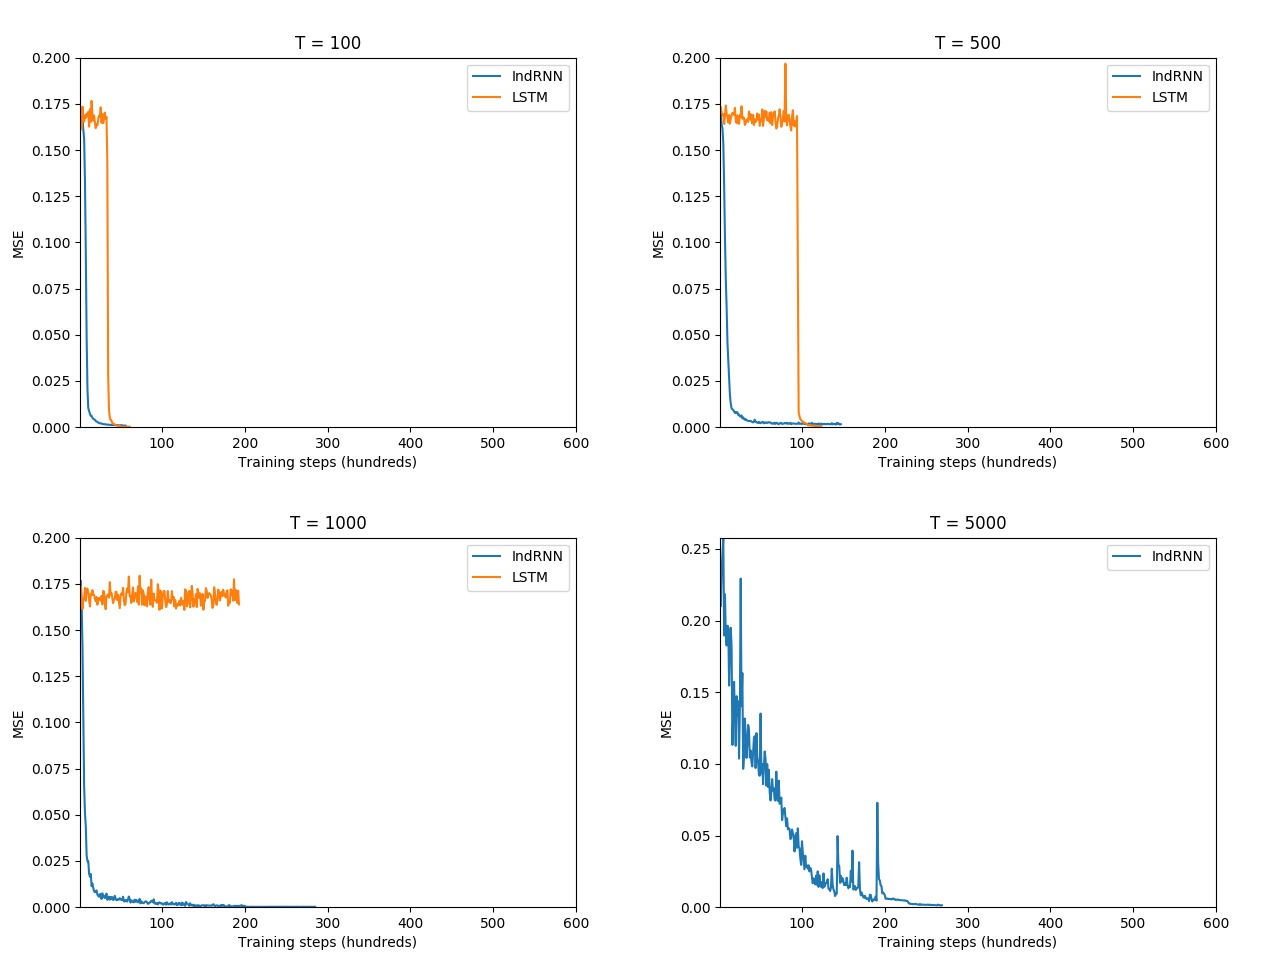 T = 100
0.200
0.175
0.150
0.125
0.100
0.075
0.050
0.025
0.000
MSE
IndRNN
LSTM
100 200 300 400 500 600
Training steps (hundreds)
T = 500
0.200
0.175
0.150
0.125
0.100
0.075
0.050
0.025
0.000
MSE
IndRNN
LSTM
100 200 300 400 500 600
Training steps (hundreds)
T = 1000
0.200
0.175
0.150
0.125
0.100
0.075
0.050
0.025
0.000
MSE
IndRNN
LSTM
100 200 300 400 500 600
Training steps (hundreds)
T = 5000
0.25
0.20
0.15
0.10
0.05
0.00
MSE
IndRNN
100 200 300 400 500 600
Training steps (hundreds)